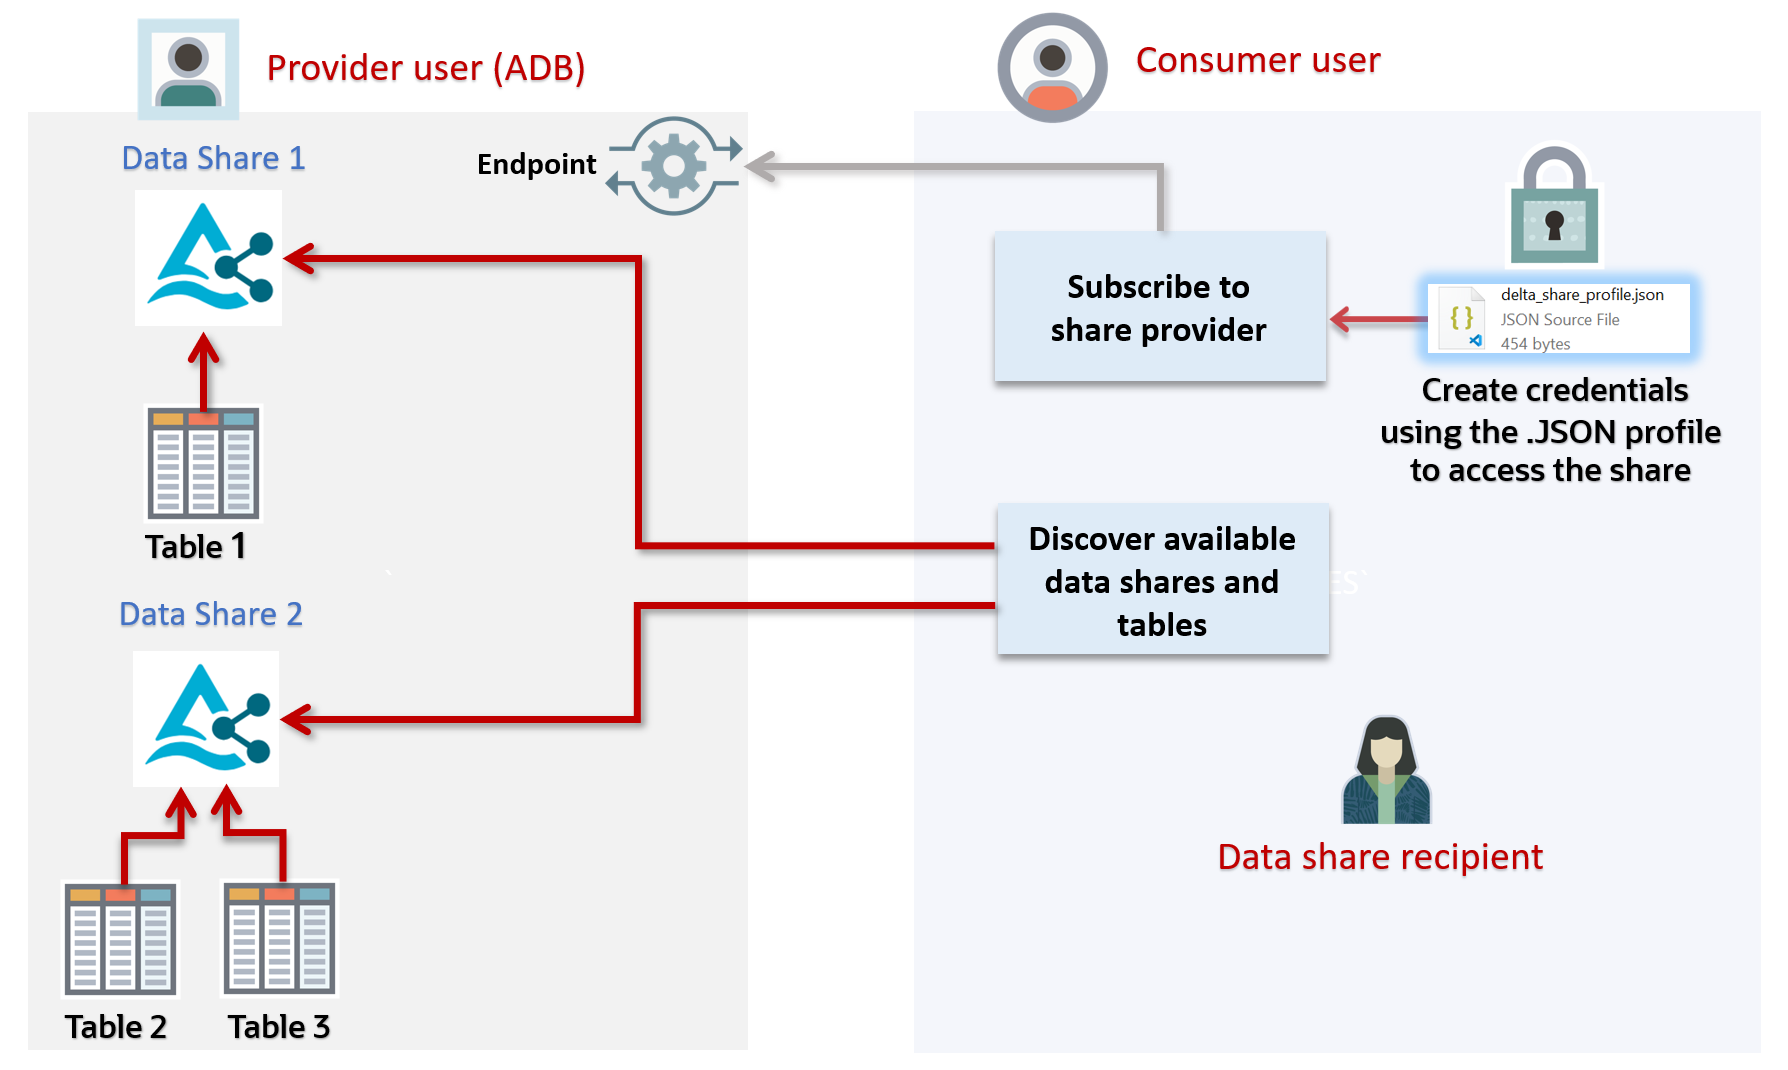 Provider user (ADB)
Consumer user
Data Share 1
Endpoint
Subscribe to
share provider
delta_share_profile.json
JSON Source File
454 bytes
Create credentials
using the .JSON profile
to access the share
Table 1
Discover available
data shares and
tables
ES`
`
Data Share 2
Data share recipient
Table 2
Table 3